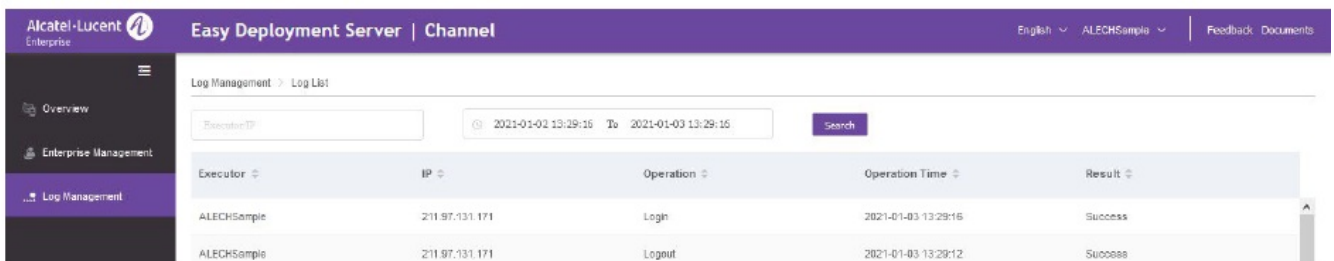 Alcatel·Lucent
Enterprise
Easy Deployment Server | Channel
English ALECHSample Feedback Documents
Log Management > Log List
Overview
Executor/IP
2021-01-02 13:29:16 To 2021-01-03 13:29:16
Search
Enterprise Management
Executor IP Operation Operation Time Result
Log Management
ALECHSample 211.97.131.171 Login 2021-01-03 13:29:16 Success
ALECHSample 211.97.131.171 Logout 2021-01-03 13:29:12 Success